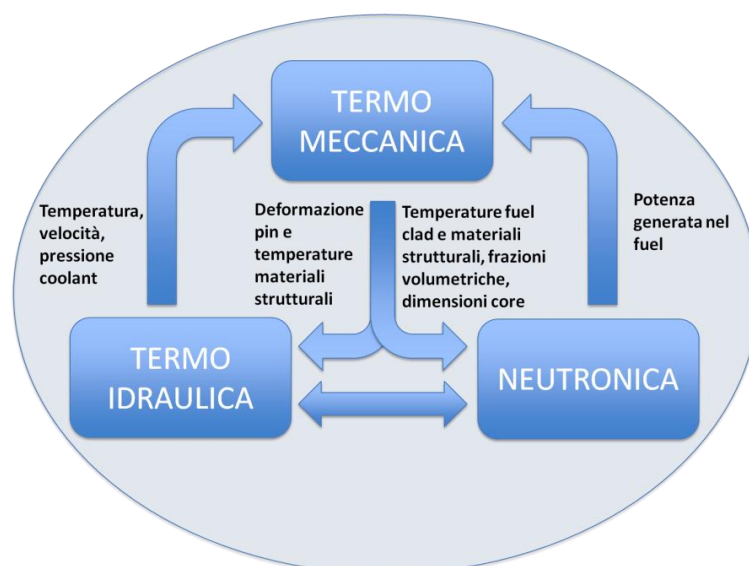 TERMO
MECCANICA
Temperatura,
velocità,
pressione
coolant
Deformazione
pin e
temperature
materiali
strutturali
Temperature fuel
clad e materiali
strutturali, frazioni
volumetriche,
dimensioni core
Potenza
generata nel
fuel
TERMO
IDRAULICA
NEUTRONICA